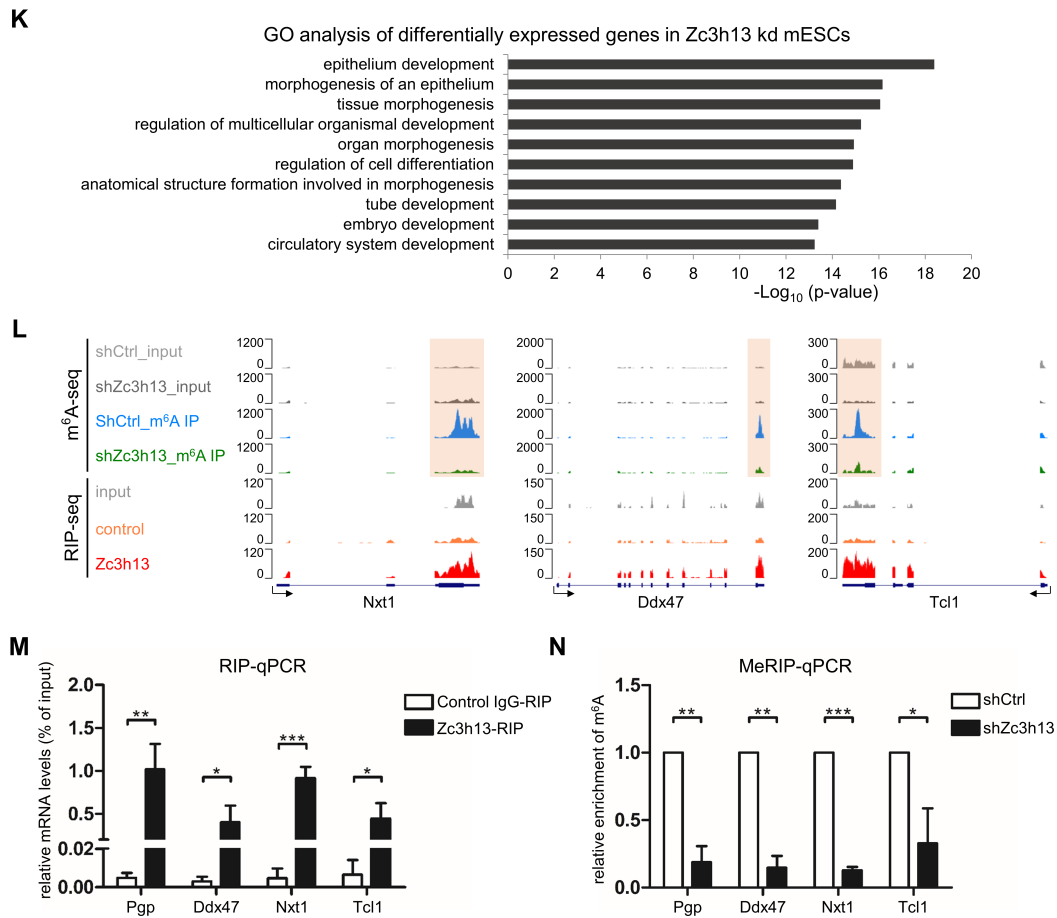 K
GO analysis of differentially expressed genes in Zc3h13 kd mESCs
epithelium development
morphogenesis of an epithelium
tissue morphogenesis
regulation of multicellular organismal development
organ morphogenesis
regulation of cell differentiation
anatomical structure formation involved in morphogenesis
tube development
embryo development
circulatory system development
0 2 4 6 8 10 12 14 16 18 20
-Log₁₀ (p-value)
L
m⁶A-seq
shCtrl_input
1200
0
2000
0
300
0
shZc3h13_input
1200
0
2000
0
300
0
ShCtrl_m⁶A IP
1200
0
2000
0
300
0
shZc3h13_m⁶A IP
1200
0
2000
0
300
0
RIP-seq
input
120
0
150
0
200
0
control
120
0
150
0
200
0
Zc3h13
120
0
150
0
200
0
Nxt1 Ddx47 Tcl1
M
RIP-qPCR
relative mRNA levels (% of input)
2.0
1.5
1.0
0.5
0.02
0.00
** * *** *
Control IgG-RIP
Zc3h13-RIP
Pgp Ddx47 Nxt1 Tcl1
N
MeRIP-qPCR
relative enrichment of m⁶A
1.5
1.0
0.5
0.0
** ** *** *
shCtrl
shZc3h13
Pgp Ddx47 Nxt1 Tcl1